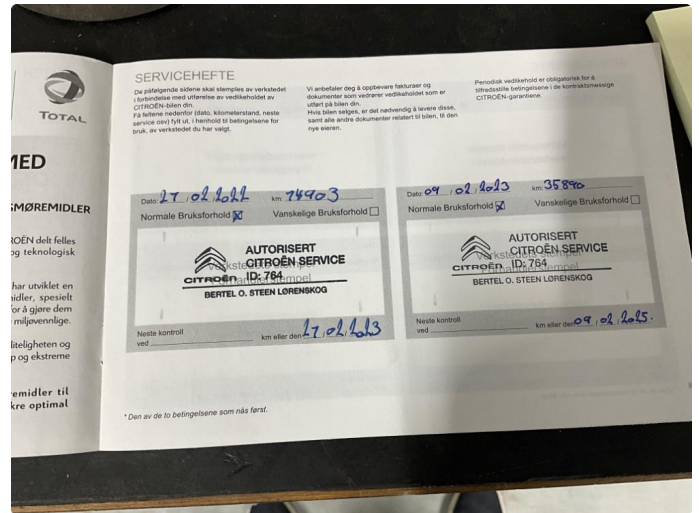 TOTAL
MED
SMØREMIDLER
ROËN delt felles
og teknologisk
har utviklet en
midler, spesielt
for å gjøre dem
miljøvennlige.
liteligheten og
p og ekstreme
remidler til
kre optimal
SERVICEHEFTE
De påfølgende sidene skal stemples av verkstedet
i forbindelse med utførelse av vedlikeholdet av
CITROËN-bilen din.
Få feltene nedenfor (dato, kilometerstand, neste
service osv) fylt ut, i henhold til betingelsene for
bruk, av verkstedet du har valgt.
Vi anbefaler deg å oppbevare fakturaer og
dokumenter som vedrører vedlikeholdet som er
utført på bilen din.
Hvis bilen selges, er det nødvendig å levere disse,
samt alle andre dokumenter relatert til bilen, til den
nye eieren.
Periodisk vedlikehold er obligatorisk for å
tilfredsstille betingelsene i de kontraktsmessige
CITROËN-garantiene.
Dato: 27,02,2022 km: 14903
Normale Bruksforhold Vanskelige Bruksforhold
AUTORISERT
CITROËN SERVICE
CITROËN ID: 764
BERTEL O. STEEN LØRENSKOG
Neste kontroll
ved km eller den 27,02,2023
Dato: 09,02,2023 km: 35890
Normale Bruksforhold Vanskelige Bruksforhold
AUTORISERT
CITROËN SERVICE
CITROËN ID: 764
BERTEL O. STEEN LØRENSKOG
Neste kontroll
ved km eller den 09,02,2025.
* Den av de to betingelsene som nås først.